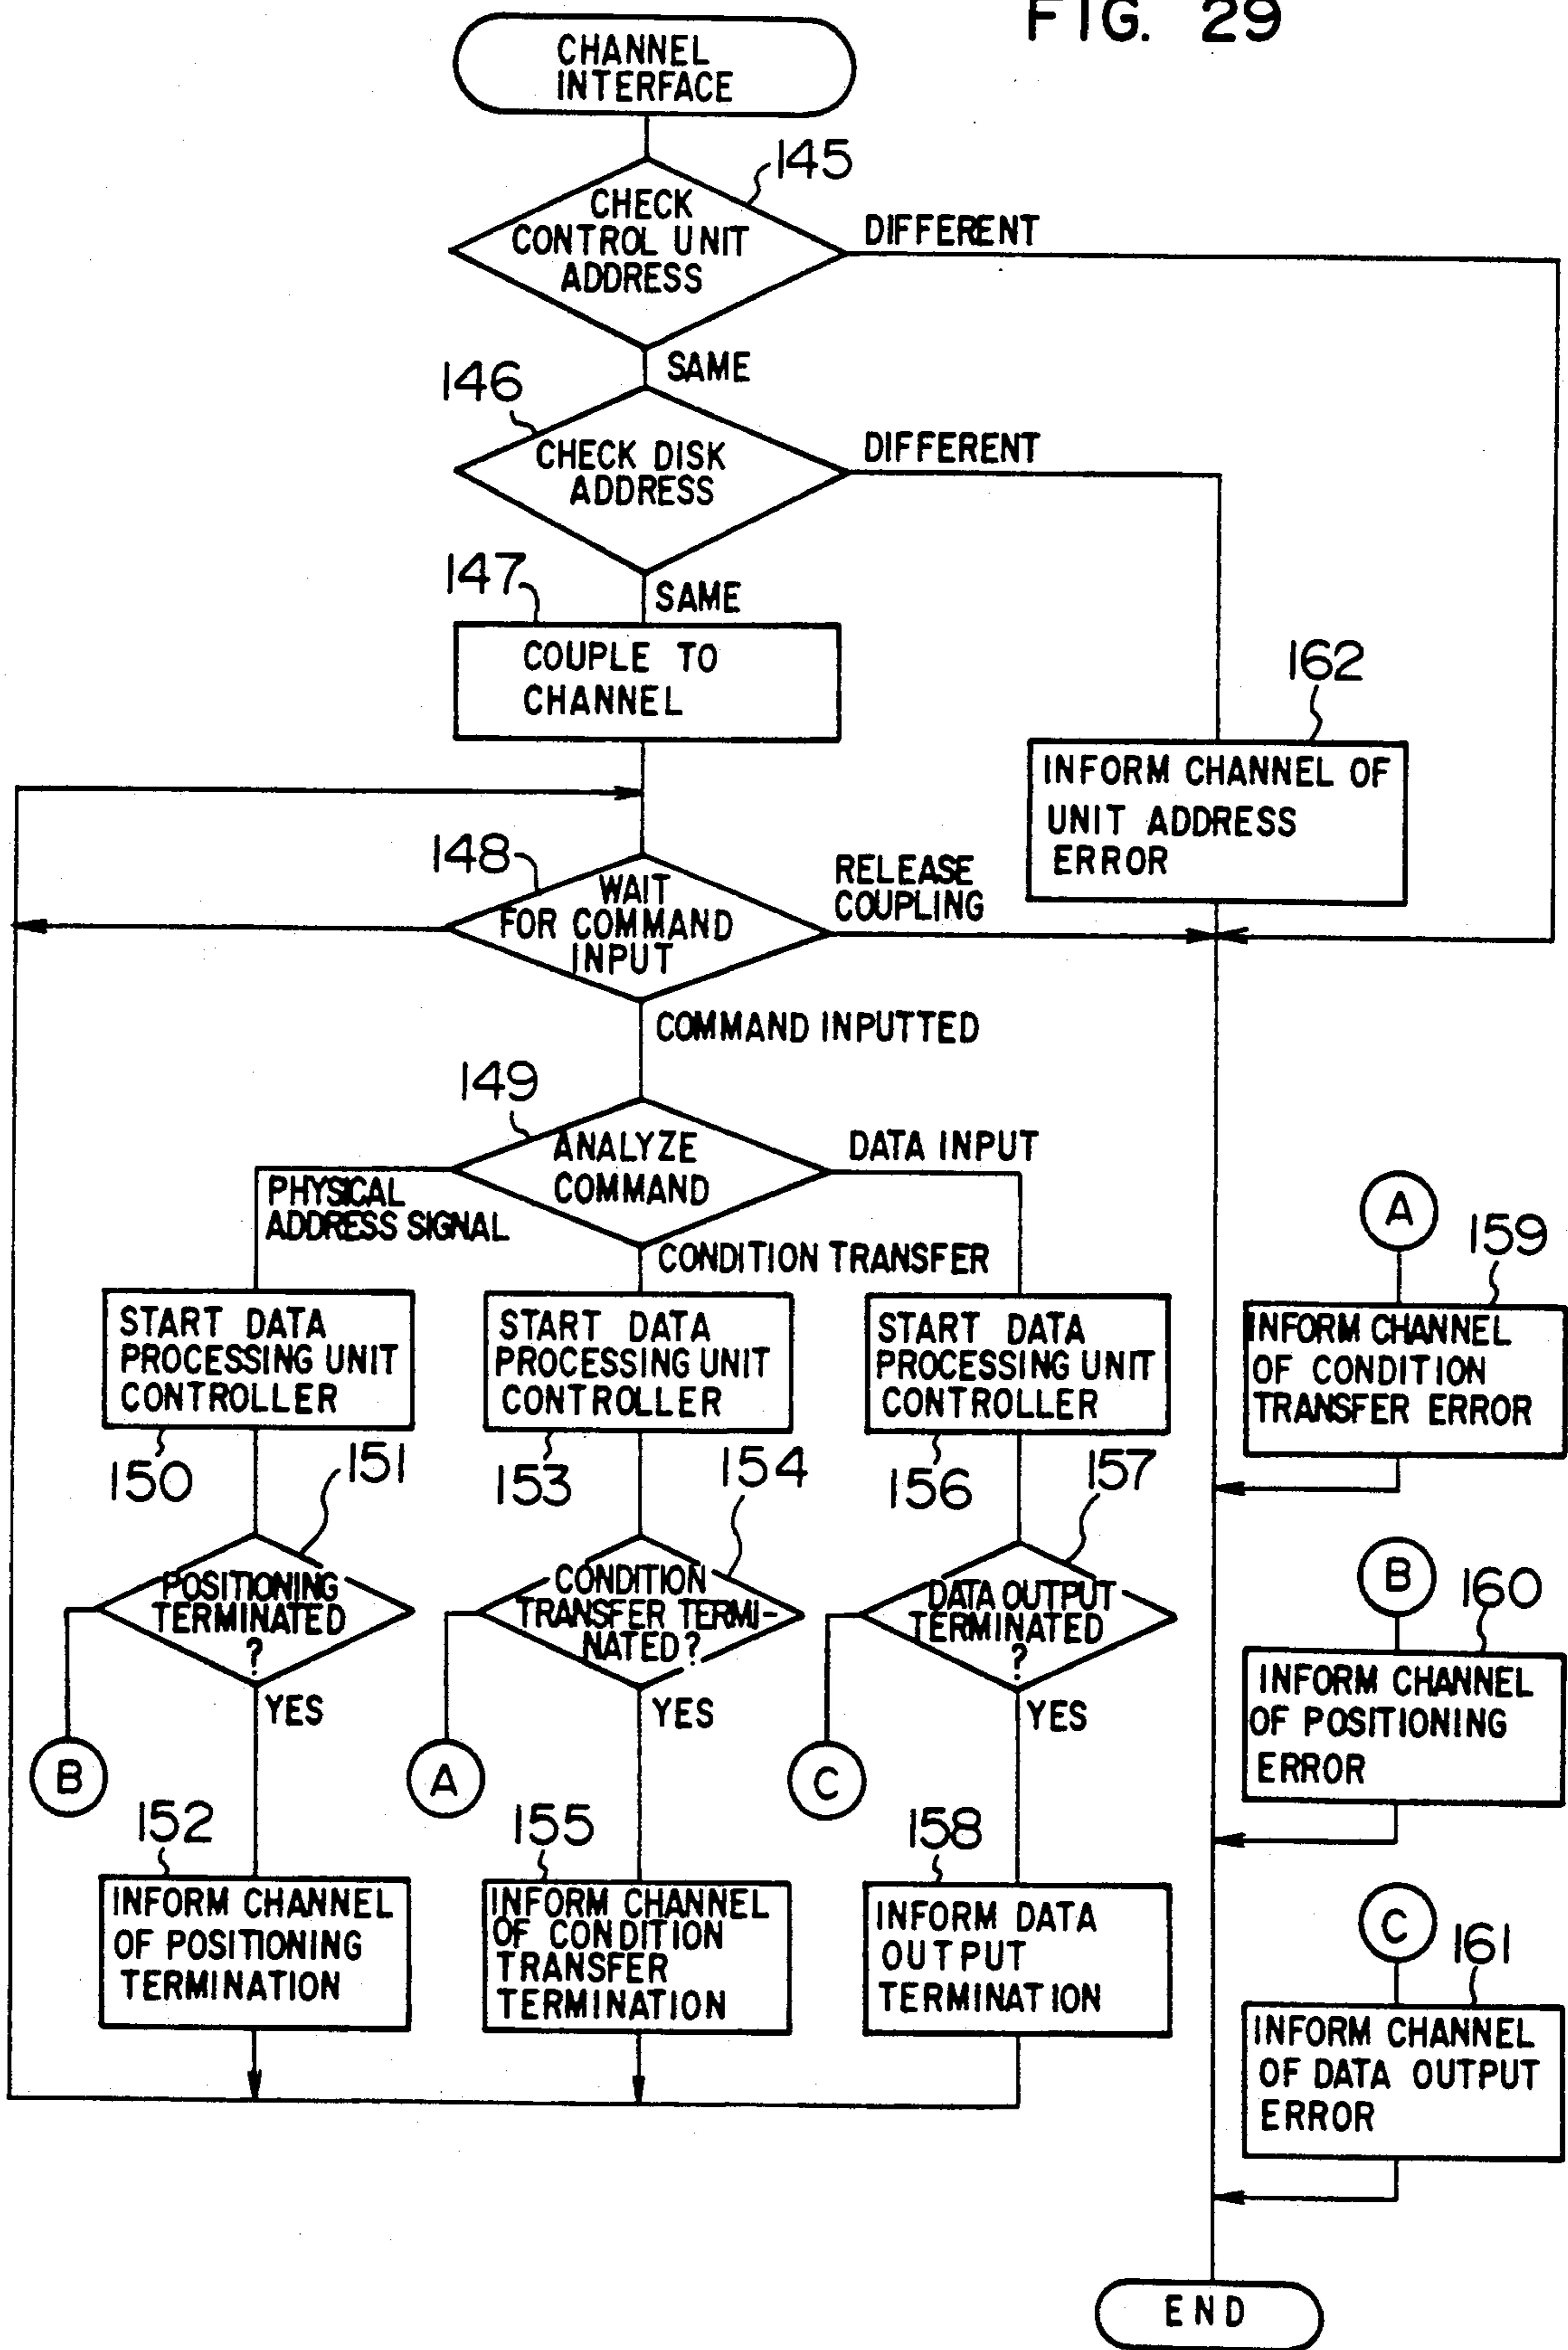 FIG. 29
CHANNEL
INTERFACE
145
CHECK
CONTROL UNIT
ADDRESS
DIFFERENT
SAME
146
CHECK DISK
ADDRESS
DIFFERENT
SAME
147
COUPLE TO
CHANNEL
162
INFORM CHANNEL OF
UNIT ADDRESS
ERROR
148
WAIT
FOR COMMAND
INPUT
RELEASE
COUPLING
COMMAND INPUTTED
149
ANALYZE
COMMAND
DATA INPUT
PHYSICAL
ADDRESS SIGNAL
CONDITION TRANSFER
START DATA
PROCESSING UNIT
CONTROLLER
150
START DATA
PROCESSING UNIT
CONTROLLER
153
START DATA
PROCESSING UNIT
CONTROLLER
156
151
POSITIONING
TERMINATED
?
YES
B
154
CONDITION
TRANSFER TERMI-
NATED?
YES
A
157
DATA OUTPUT
TERMINATED
?
YES
C
152
INFORM CHANNEL
OF POSITIONING
TERMINATION
155
INFORM CHANNEL
OF CONDITION
TRANSFER
TERMINATION
158
INFORM DATA
OUTPUT
TERMINATION
A
159
INFORM CHANNEL
OF CONDITION
TRANSFER ERROR
B
160
INFORM CHANNEL
OF POSITIONING
ERROR
C
161
INFORM CHANNEL
OF DATA OUTPUT
ERROR
END